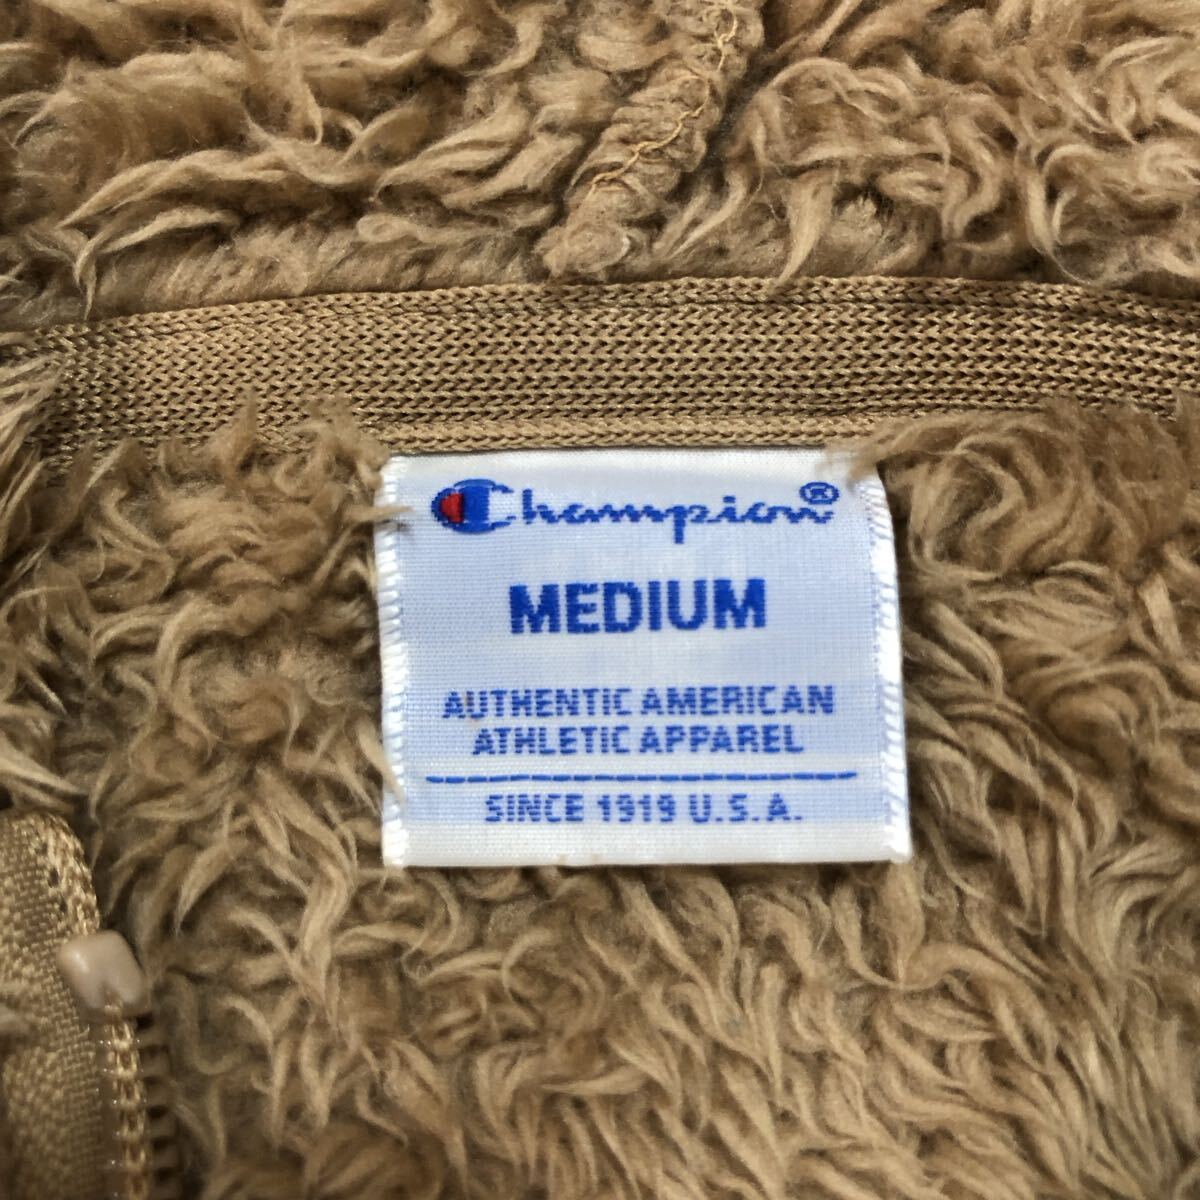 Champion®
MEDIUM
AUTHENTIC AMERICAN
ATHLETIC APPAREL
SINCE 1919 U.S.A.